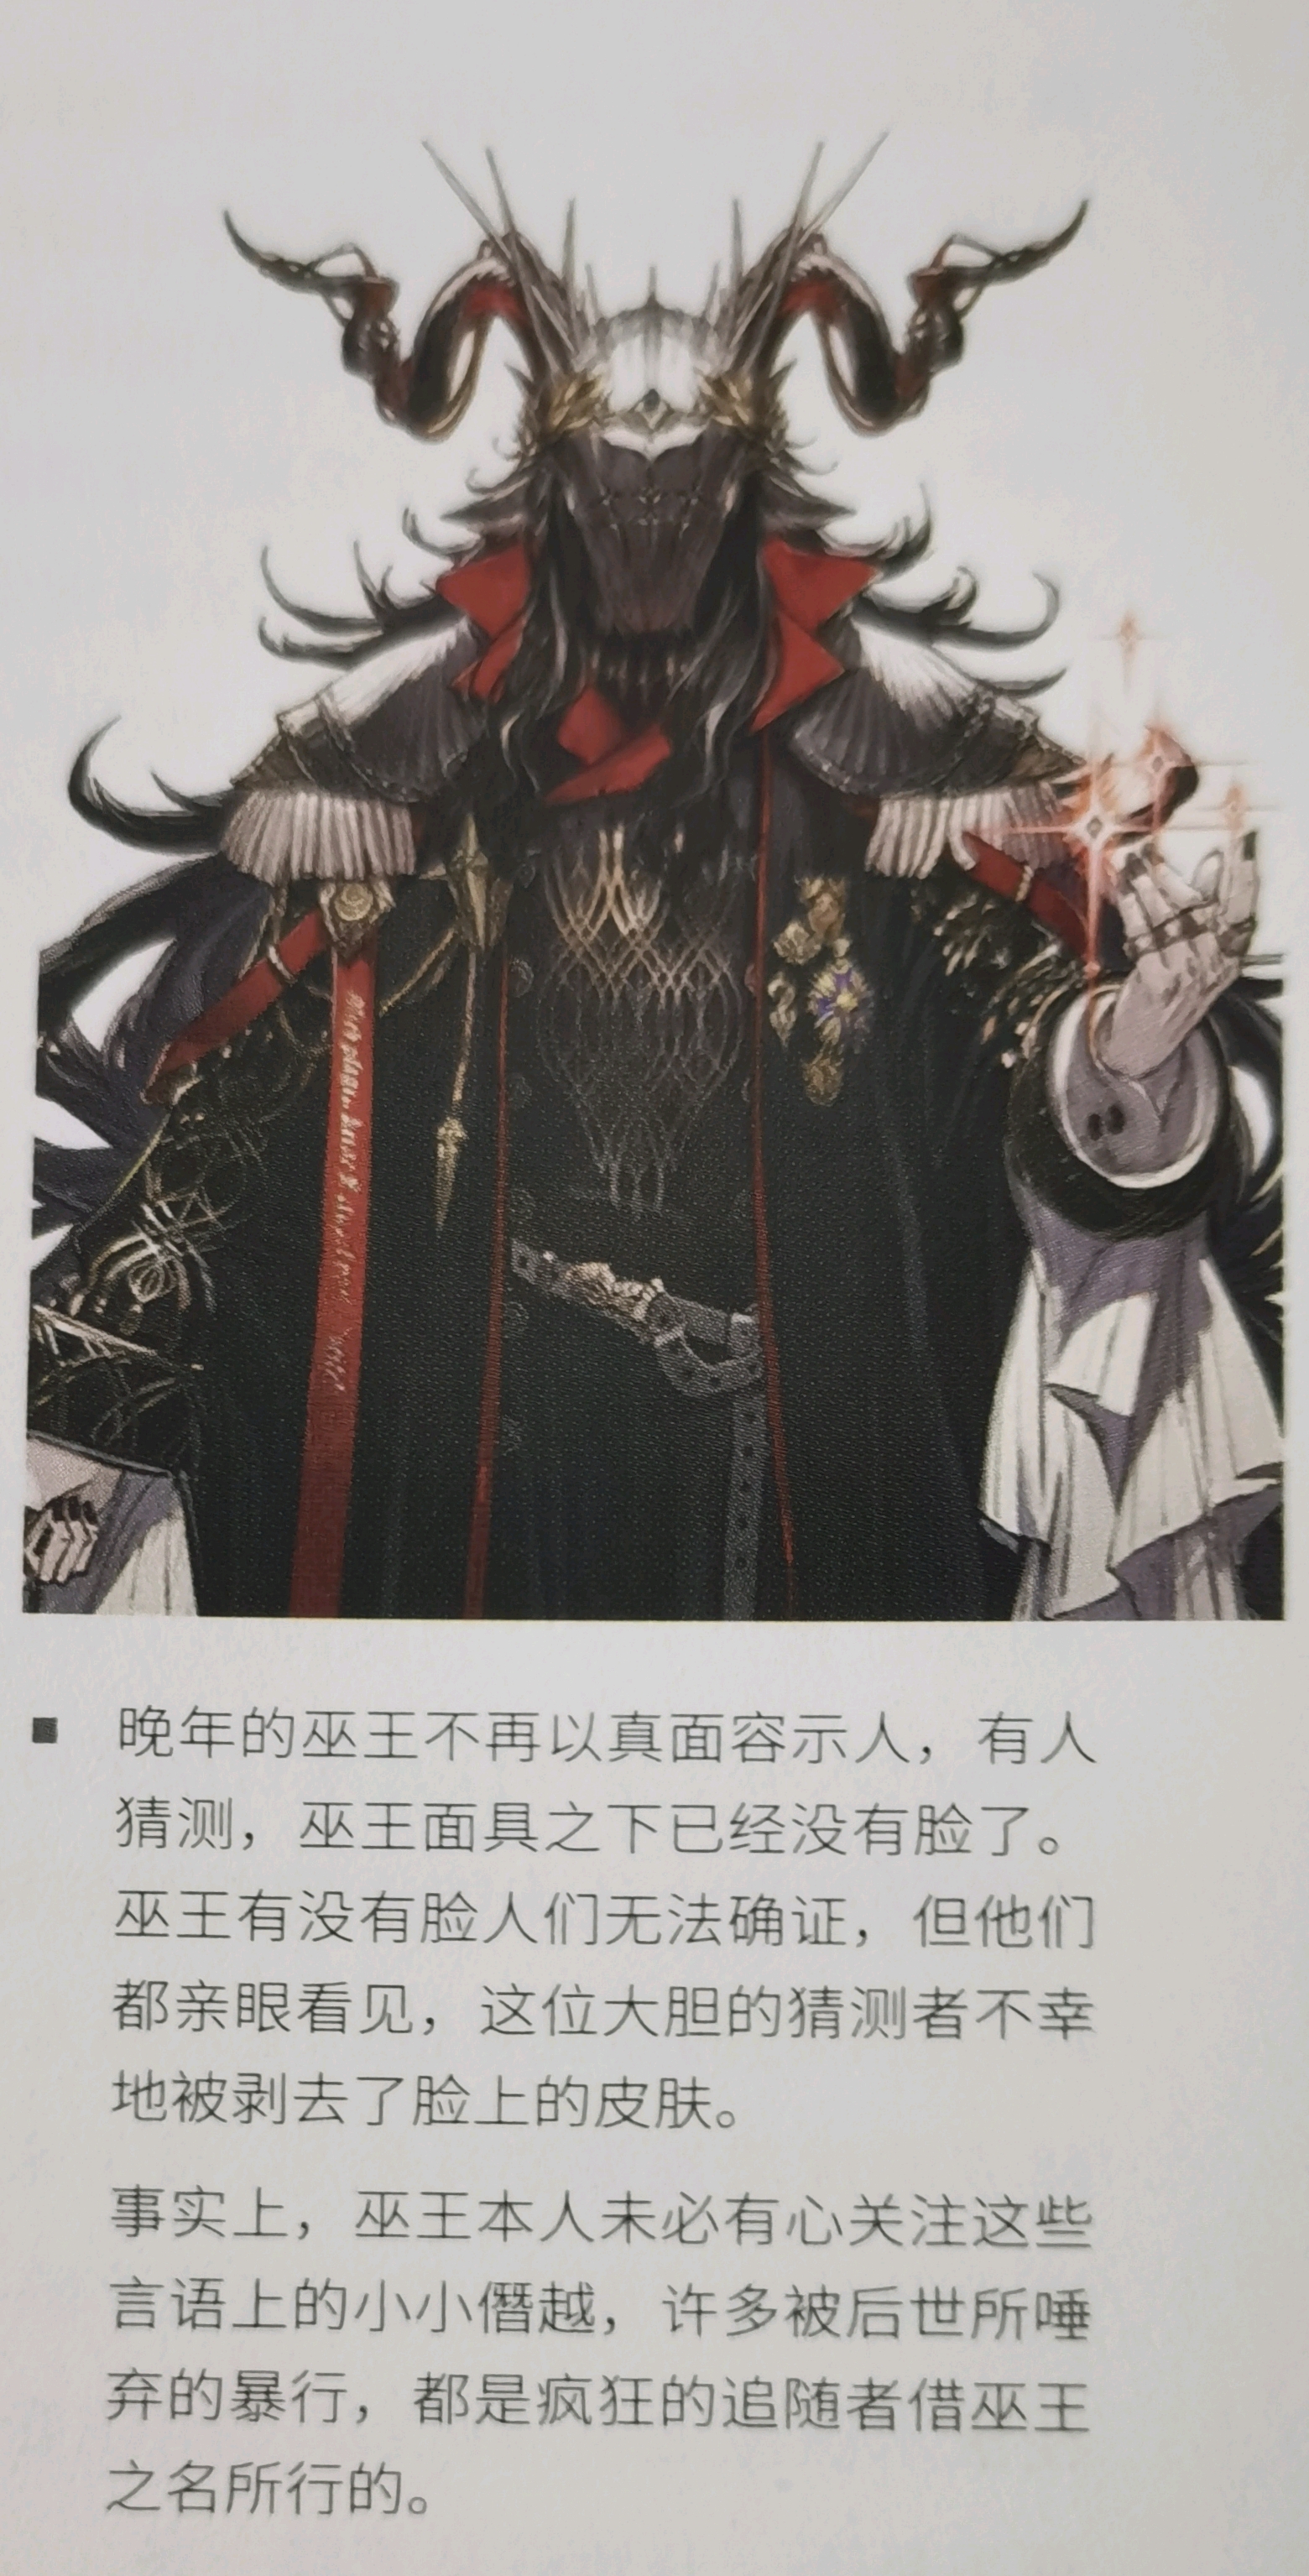 晚年的巫王不再以真面容示人，有人
猜测，巫王面具之下已经没有脸了。
巫王有没有脸人们无法确证，但他们
都亲眼看见，这位大胆的猜测者不幸
地被剥去了脸上的皮肤。
事实上，巫王本人未必有心关注这些
言语上的小小僭越，许多被后世所唾
弃的暴行，都是疯狂的追随者借巫王
之名所行的。